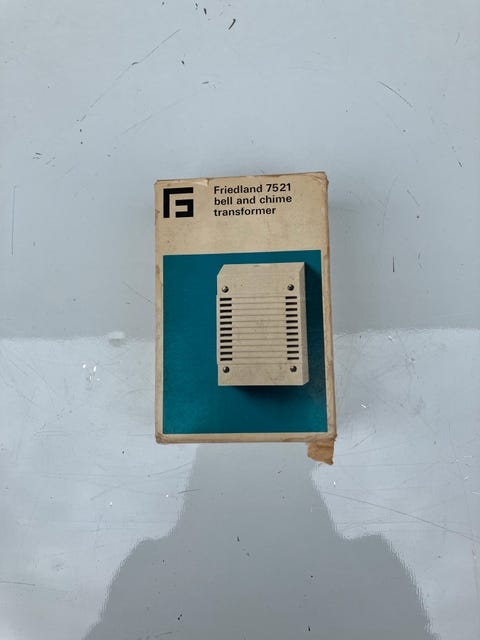 Friedland 7521
bell and chime
transformer